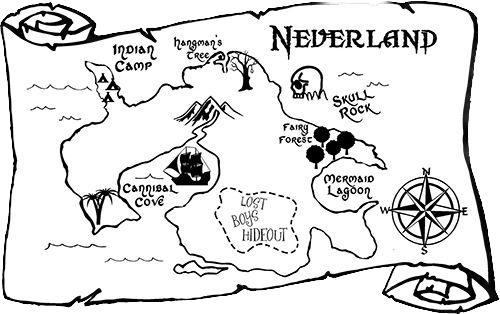 NEVERLAND
INDIAN
CAMP
HANGMAN'S
TREE
SKULL
ROCK
FAIRY
FOREST
MERMAID
LAGOON
CANNIBAL
COVE
LOST
BOYS
HIDEOUT
N
W
E
S